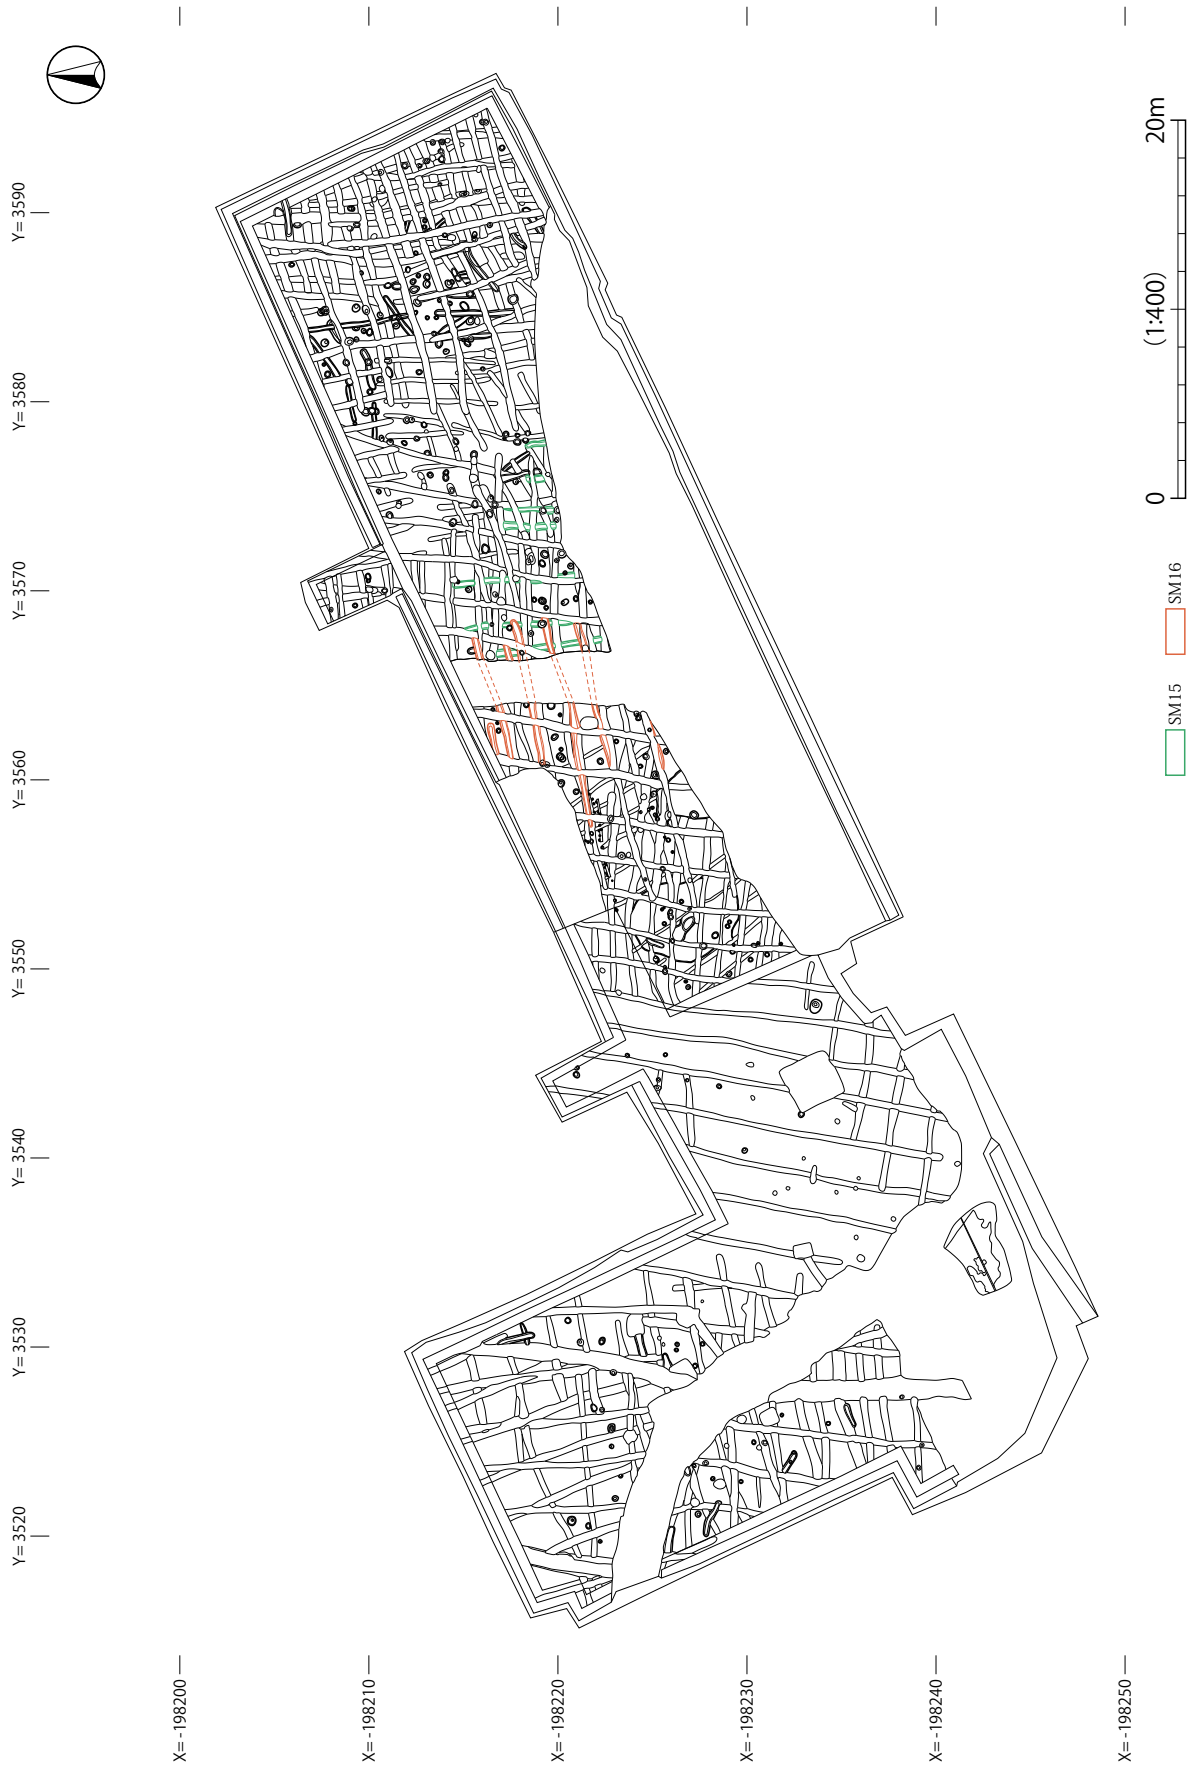 Y= 3590
Y= 3580
Y= 3570
Y= 3560
Y= 3550
Y= 3540
Y= 3530
Y= 3520
X= -198200
X= -198210
X= -198220
X= -198230
X= -198240
X= -198250
0 (1:400) 20m
SM15
SM16